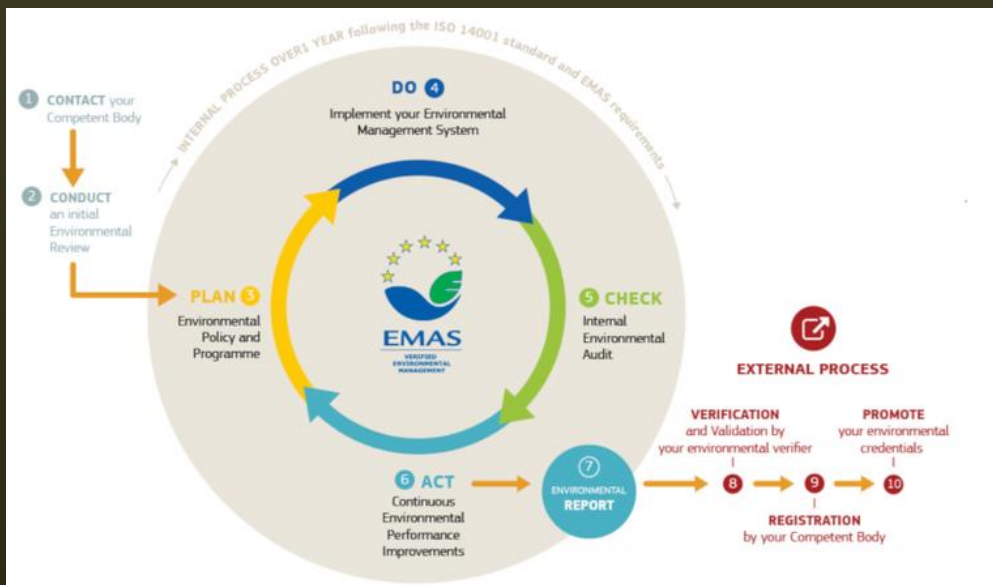 INTERNAL PROCESS OVER1 YEAR following the ISO 14001 standard and EMAS requirements
1 CONTACT your
Competent Body
2 CONDUCT
an initial
Environmental
Review
PLAN 3
Environmental
Policy and
Programme
DO 4
Implement your Environmental
Management System
5 CHECK
Internal
Environmental
Audit
6 ACT
Continuous
Environmental
Performance
Improvements
EMAS
VERIFIED
ENVIRONMENTAL
MANAGEMENT
7
ENVIRONMENTAL
REPORT
EXTERNAL PROCESS
VERIFICATION
and Validation by
your environmental verifier
8
9
REGISTRATION
by your Competent Body
PROMOTE
your environmental
credentials
10